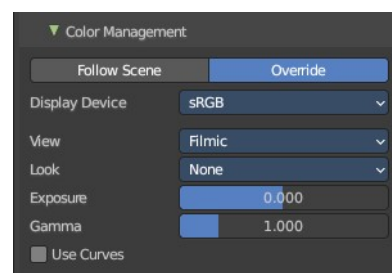 Color Management
Follow Scene Override
Display Device sRGB
View Filmic
Look None
Exposure 0.000
Gamma 1.000
Use Curves